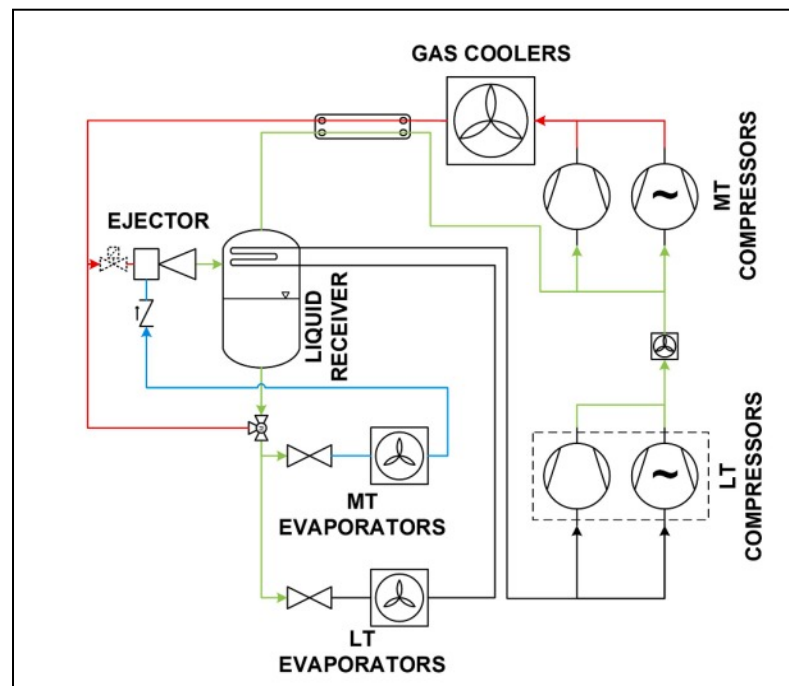 GAS COOLERS
MT
COMPRESSORS
EJECTOR
LIQUID
RECEIVER
~
MT
EVAPORATORS
LT
COMPRESSORS
~
LT
EVAPORATORS